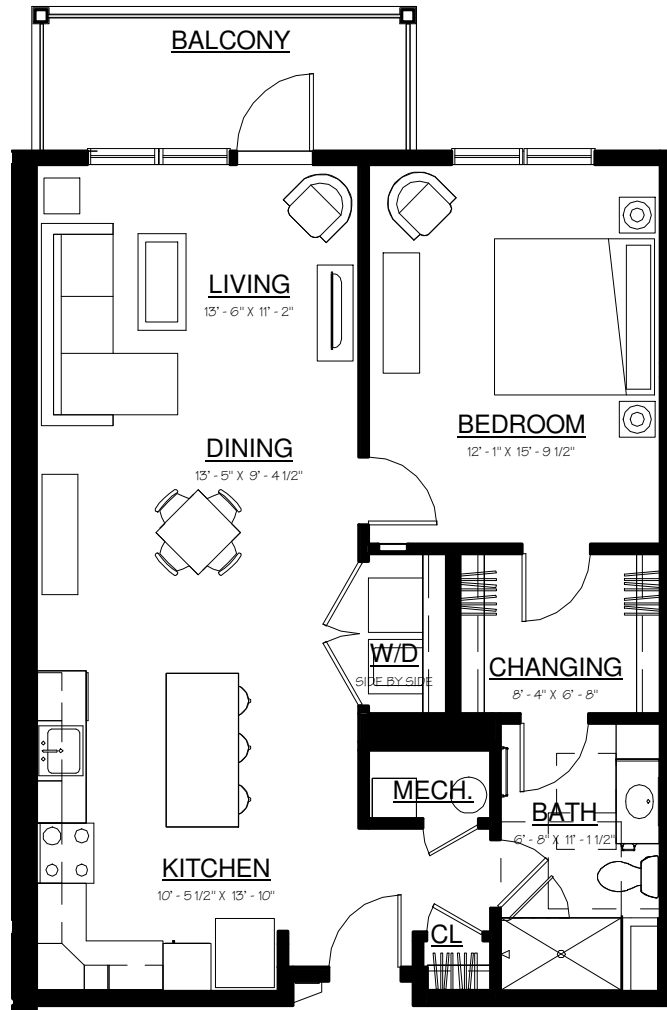 BALCONY
LIVING
13' - 6" X 11' - 2"
DINING
13' - 5" X 9' - 4 1/2"
BEDROOM
12' - 1" X 15' - 9 1/2"
W/D
SIDE BY SIDE
CHANGING
8' - 4" X 6' - 8"
MECH.
BATH
6' - 8" X 11' - 1 1/2"
KITCHEN
10' - 5 1/2" X 13' - 10"
CL